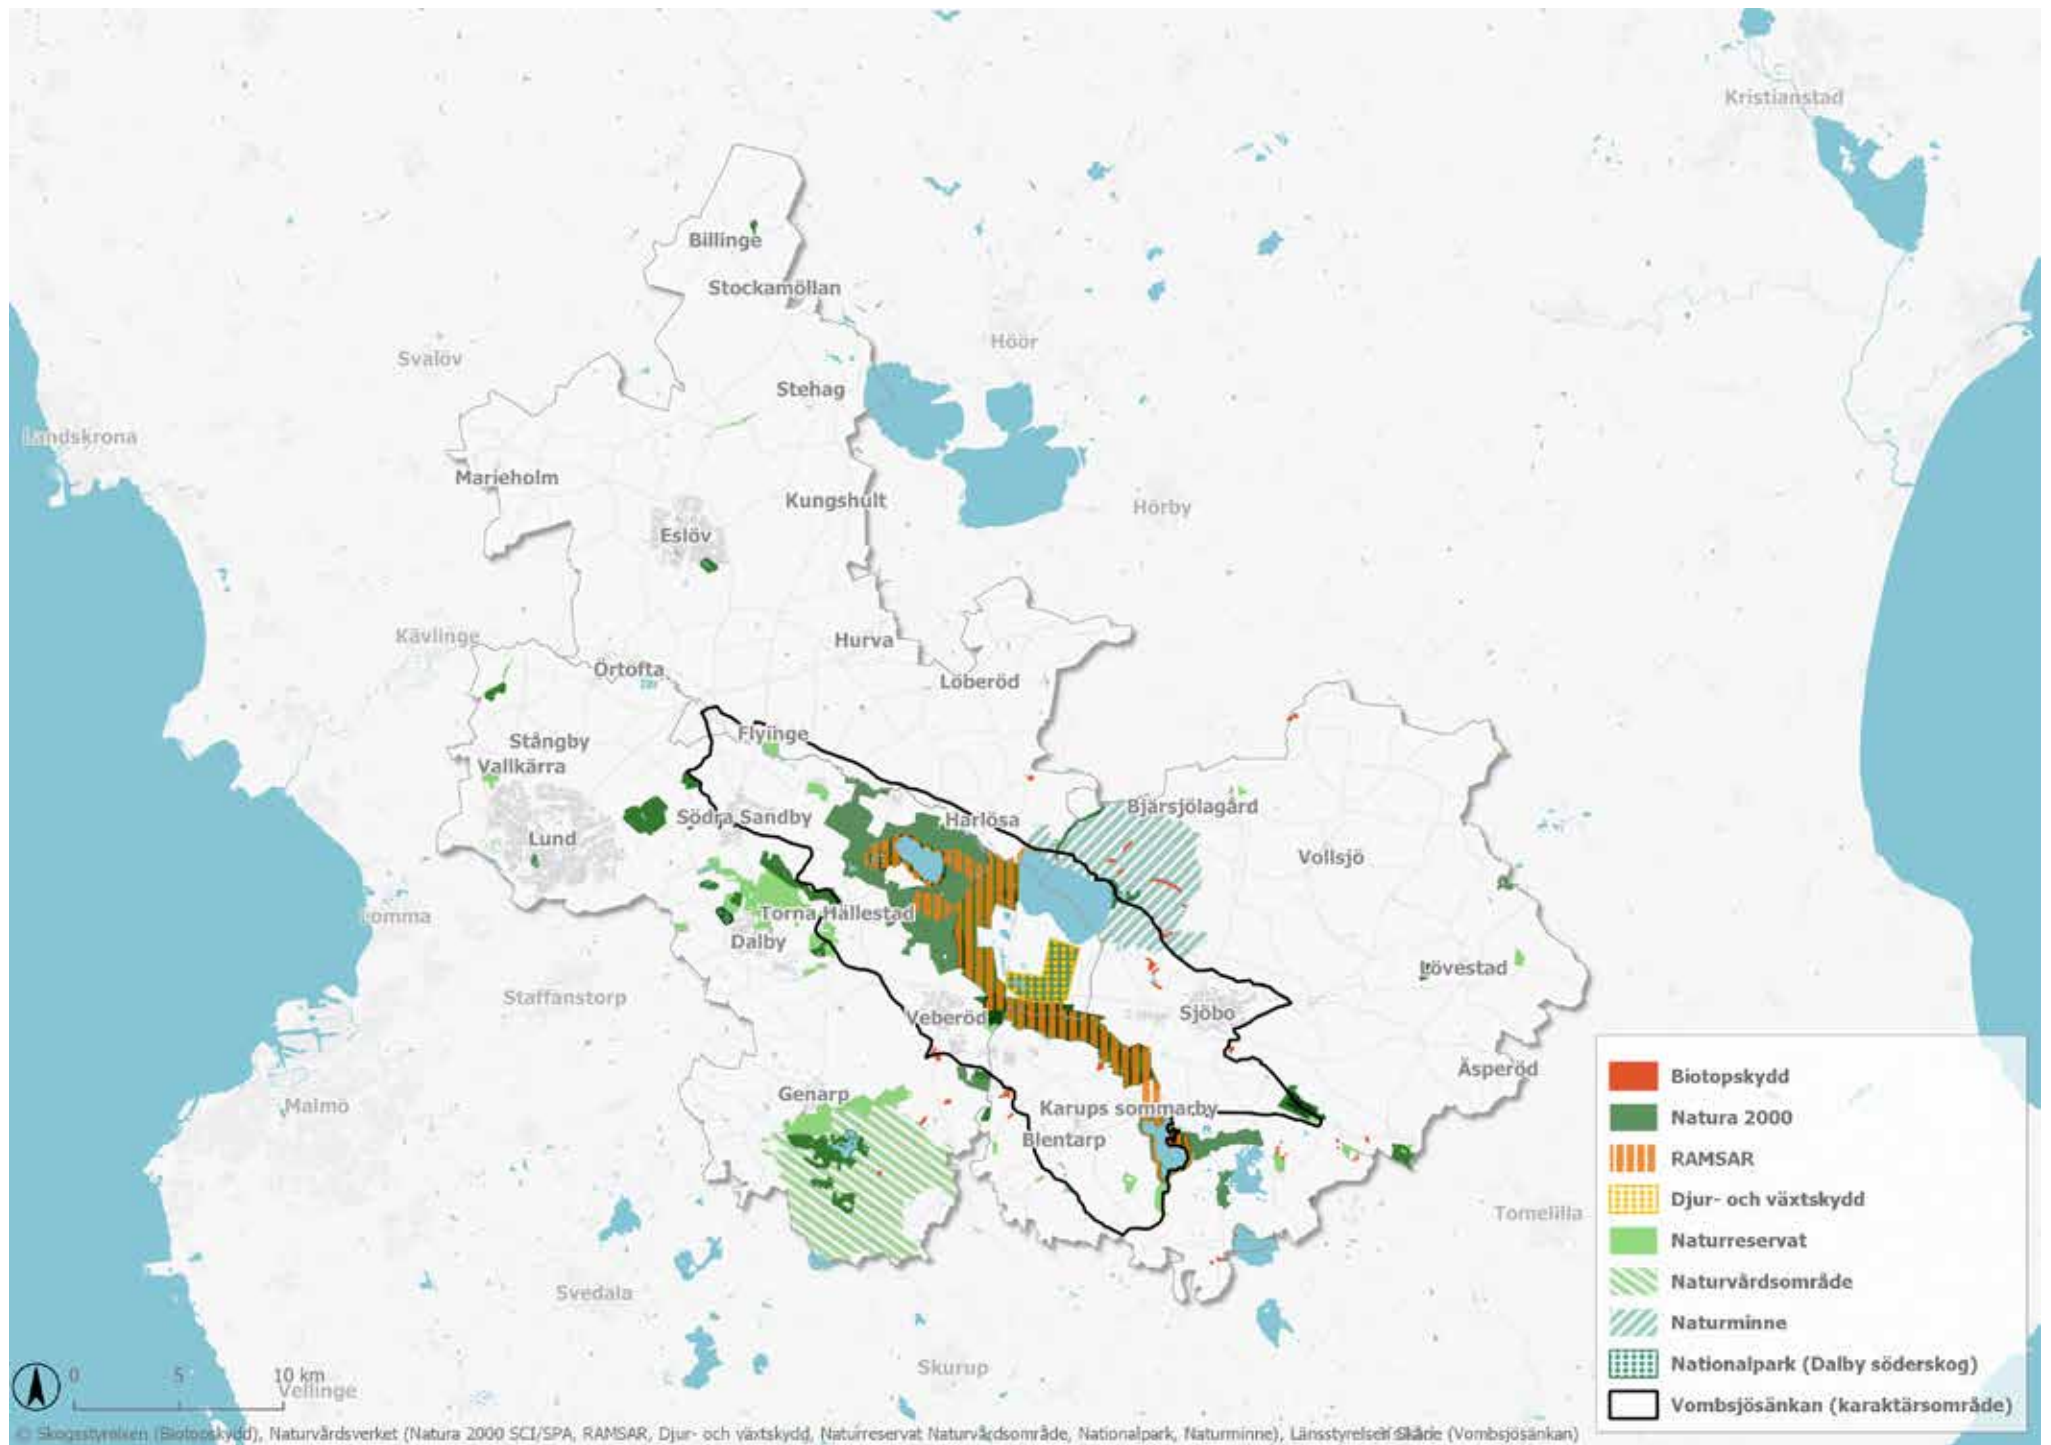 Kristianstad
Billinge
Stockamöllan
Höör
Svalöv
Stehag
Landskrona
Marieholm
Kungshult
Hörby
Eslöv
Kävlinge
Hurva
Örtofta
Löberöd
Flyinge
Stångby
Vallkärra
Bjärsjölagård
Södra Sandby
Harlösa
Lund
Vollsjö
Lomma
Torna Hällestad
Dalby
Lövestad
Staffanstorp
Veberöd
Sjöbo
Äsperöd
Genarp
Malmö
Karups sommarby
Blentarp
Tomelilla
Svedala
Skurup
Vellinge
0 5 10 km
Biotopskydd
Natura 2000
RAMSAR
Djur- och växtskydd
Naturreservat
Naturvårdsområde
Naturminne
Nationalpark (Dalby söderskog)
Vombsjösänkan (karaktärsområde)
© Skogsstyrelsen (Biotopskydd), Naturvårdsverket (Natura 2000 SCI/SPA, RAMSAR, Djur- och växtskydd, Naturreservat Naturvårdsområde, Nationalpark, Naturminne), Länsstyrelsen Skåne (Vombsjösänkan)